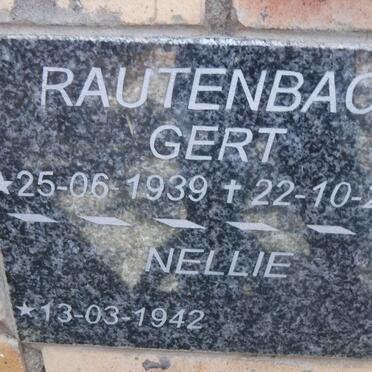 RAUTENBAC
GERT
★25-06-1939 ✝ 22-10-2
NELLIE
★13-03-1942